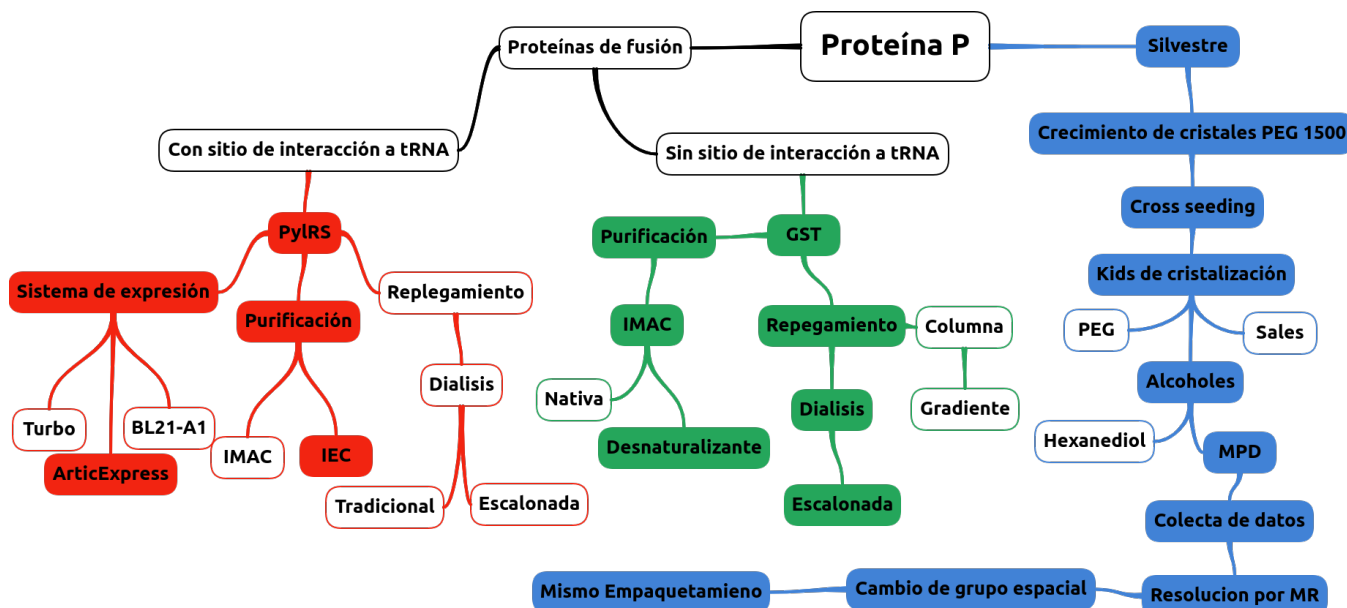 Proteína P
Proteínas de fusión
Silvestre
Con sitio de interacción a tRNA
Sin sitio de interacción a tRNA
Crecimiento de cristales PEG 1500
PylRS
Purificación
GST
Cross seeding
Sistema de expresión
Replegamiento
Kids de cristalización
Purificación
IMAC
Repegamiento
Columna
PEG
Sales
Dialisis
Alcoholes
Turbo
BL21-A1
Nativa
Dialisis
Gradiente
Hexanediol
ArticExpress
IMAC
IEC
Desnaturalizante
MPD
Tradicional
Escalonada
Escalonada
Colecta de datos
Mismo Empaquetamieno
Cambio de grupo espacial
Resolucion por MR